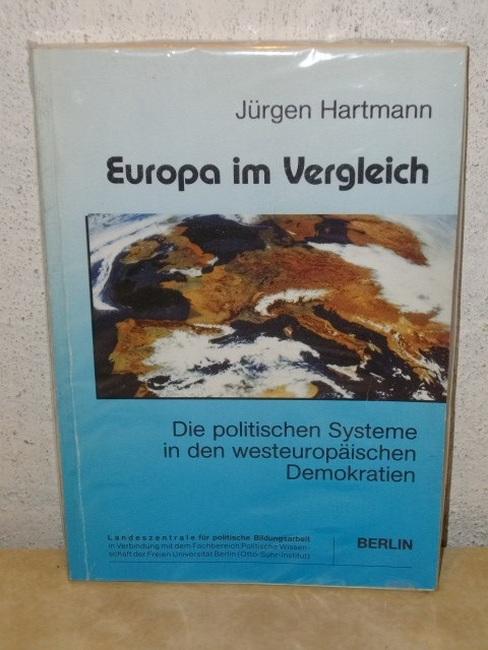 Jürgen Hartmann
Europa im Vergleich
Die politischen Systeme
in den westeuropäischen
Demokratien
Landeszentrale für politische Bildungsarbeit
in Verbindung mit dem Fachbereich Politische Wissen-
schaft der Freien Universität Berlin (Otto-Suhr-Institut)
BERLIN